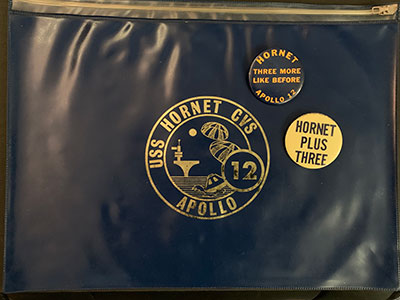 HORNET
THREE MORE
LIKE BEFORE
APOLLO 12
HORNET
PLUS
THREE
USS HORNET CVS
12
APOLLO